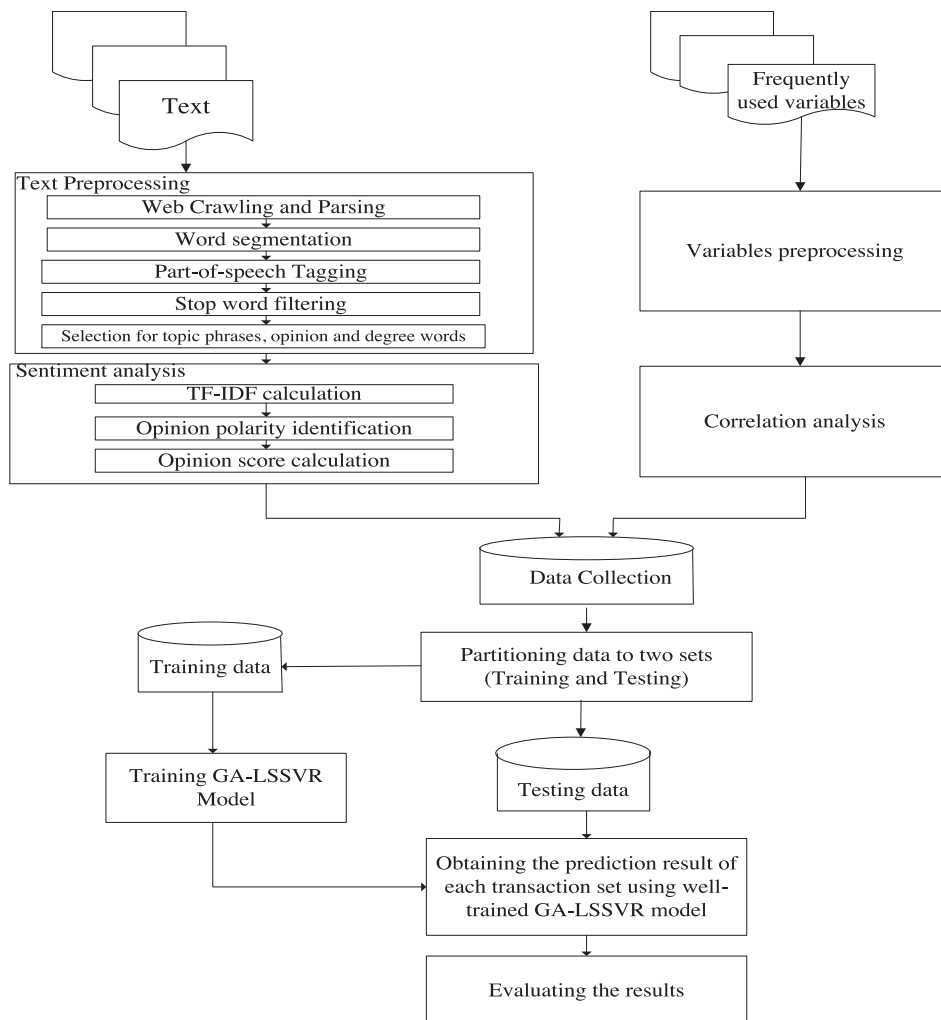 Text
Frequently
used variables
Text Preprocessing
Web Crawling and Parsing
Word segmentation
Part-of-speech Tagging
Stop word filtering
Selection for topic phrases, opinion and degree words
Variables preprocessing
Sentiment analysis
TF-IDF calculation
Opinion polarity identification
Opinion score calculation
Correlation analysis
Data Collection
Partitioning data to two sets
(Training and Testing)
Training data
Training GA-LSSVR
Model
Testing data
Obtaining the prediction result of
each transaction set using well-
trained GA-LSSVR model
Evaluating the results